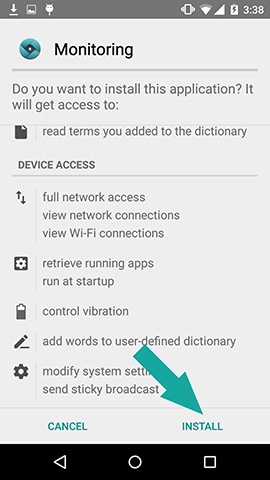 3:38
Monitoring
Do you want to install this application? It
will get access to:
read terms you added to the dictionary
DEVICE ACCESS
full network access
view network connections
view Wi-Fi connections
retrieve running apps
run at startup
control vibration
add words to user-defined dictionary
modify system
send sticky broadcast
CANCEL
INSTALL